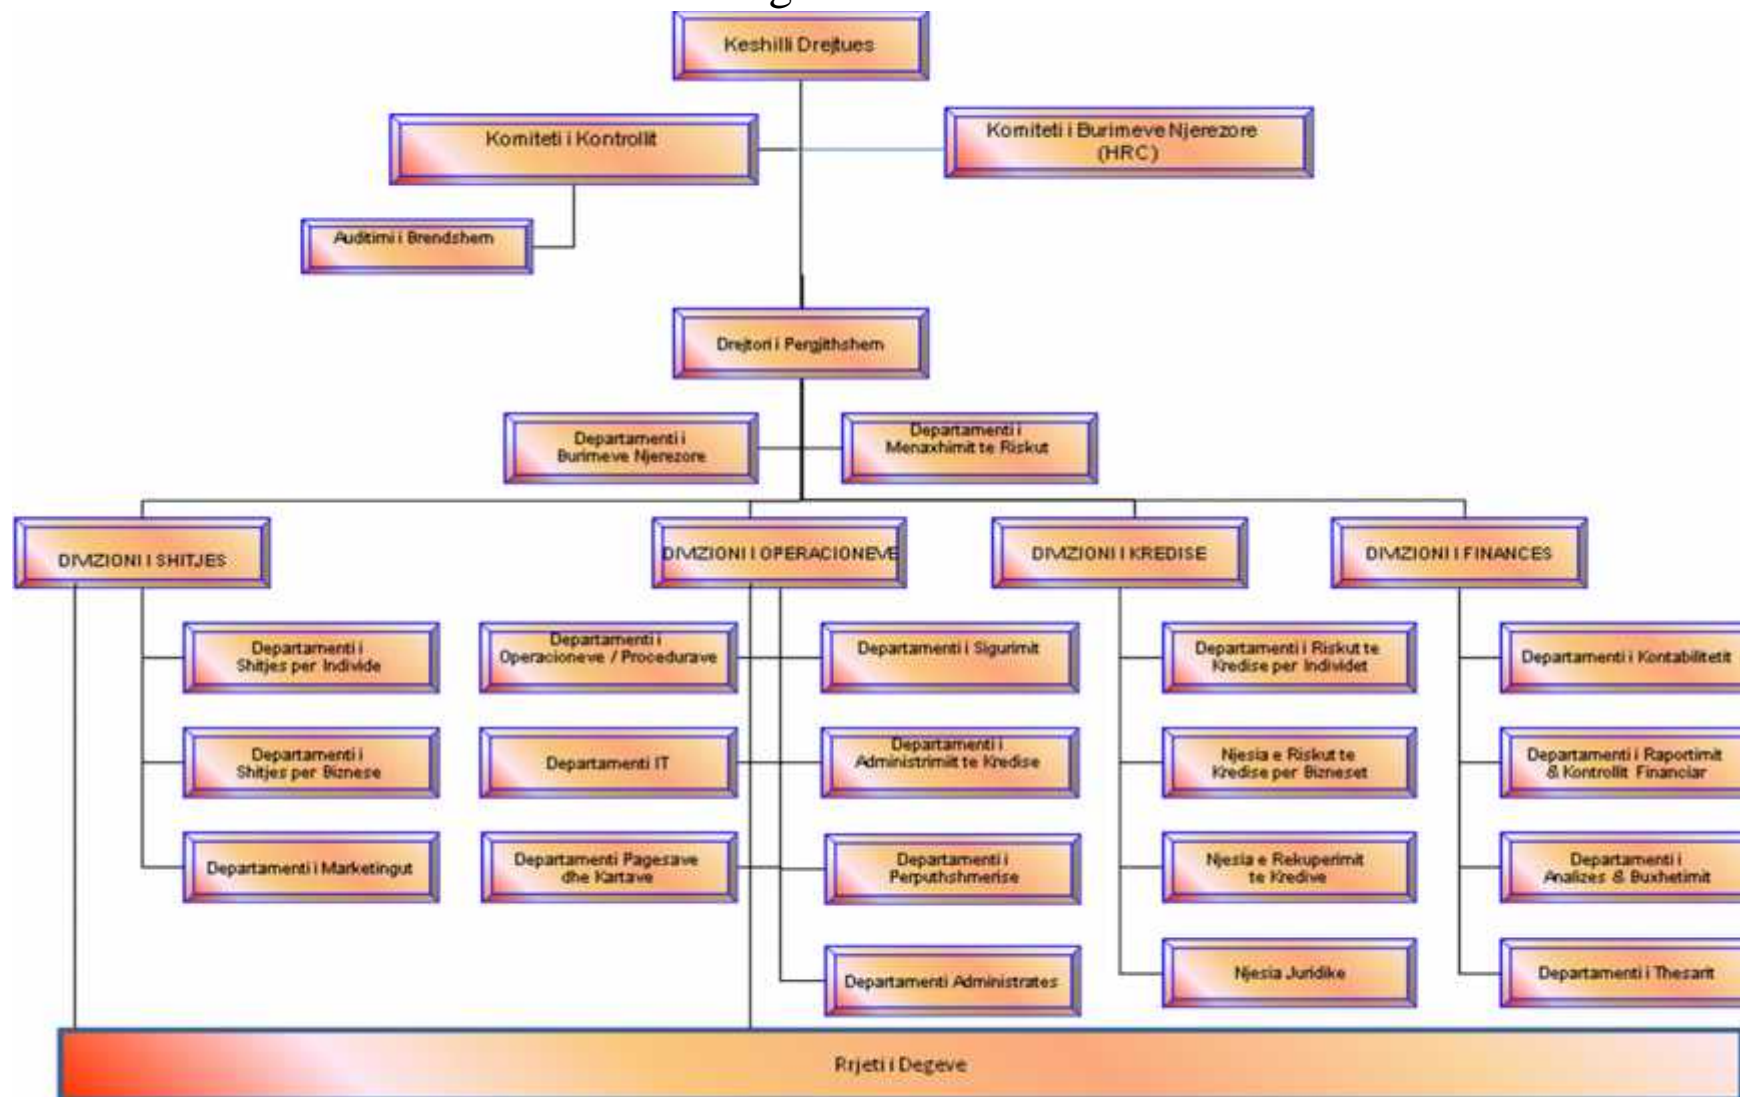 Keshilli Drejtues
Komiteti i Kontrollit
Komiteti i Burimeve Njerezore
(HRC)
Auditimi i Brendshem
Drejtori i Pergjithshem
Departamenti i
Burimeve Njerezore
Departamenti i
Menaxhimit te Riskut
DIVIZIONI I SHITJES
DIVIZIONI I OPERACIONEVE
DIVIZIONI I KREDISE
DIVIZIONI I FINANCES
Departamenti i
Shitjes per Individe
Departamenti i
Operacioneve / Procedurave
Departamenti i Sigurimit
Departamenti i Riskut te
Kredise per Individet
Departamenti i Kontabilitetit
Departamenti i
Shitjes per Biznese
Departamenti IT
Departamenti i
Administrimit te Kredise
Njesia e Riskut te
Kredise per Bizneset
Departamenti i Raportimit
& Kontrollit Financiar
Departamenti i Marketingut
Departamenti Pagesave
dhe Kartave
Departamenti i
Perputhshmerise
Njesia e Rekuperimit
te Kredive
Departamenti i
Analizes & Buxhetimit
Departamenti Administrates
Njesia Juridike
Departamenti i Thesarit
Rrjeti i Degeve